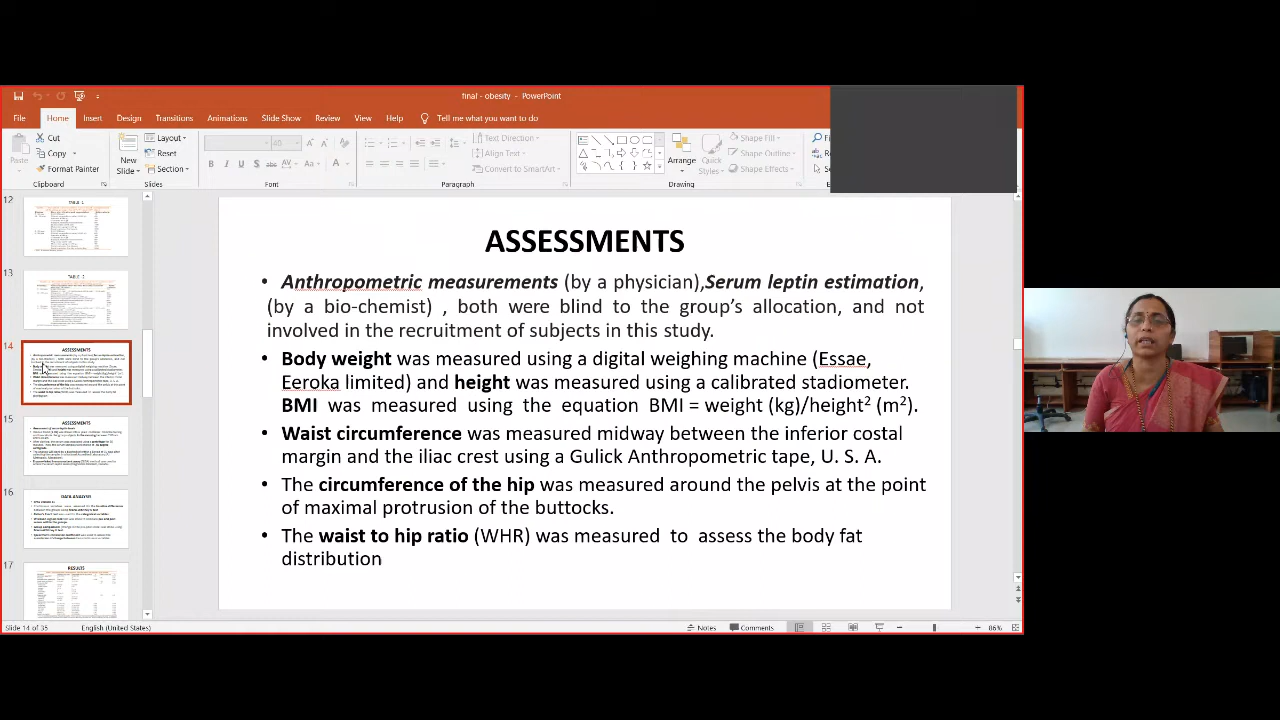 final - obesity - PowerPoint
File Home Insert Design Transitions Animations Slide Show Review View Help Tell me what you want to do
Paste
Cut
Copy
Format Painter
Clipboard
New Slide
Layout
Reset
Section
Slides
40
Font
Text Direction
Align Text
Convert to SmartArt
Paragraph
Arrange
Quick Styles
Shape Fill
Shape Outline
Shape Effects
Drawing
12
TABLE 1
13
14
ASSESSMENTS
15
ASSESSMENTS
16
DATA ANALYSIS
17
RESULTS
ASSESSMENTS
• Anthropometric measurements (by a physician),Serum leptin estimation,
(by a bio-chemist) , both were blind to the group's allocation, and not
involved in the recruitment of subjects in this study.
• Body weight was measured using a digital weighing machine (Essae,
Eeroka limited) and height was measured using a calibrated stadiometer.
BMI was measured using the equation BMI = weight (kg)/height² (m²).
• Waist circumference was measured midway between the inferior costal
margin and the iliac crest using a Gulick Anthropometric tape, U. S. A.
• The circumference of the hip was measured around the pelvis at the point
of maximal protrusion of the buttocks.
• The waist to hip ratio (WHR) was measured to assess the body fat
distribution
Slide 14 of 35 English (United States) Notes Comments 86%